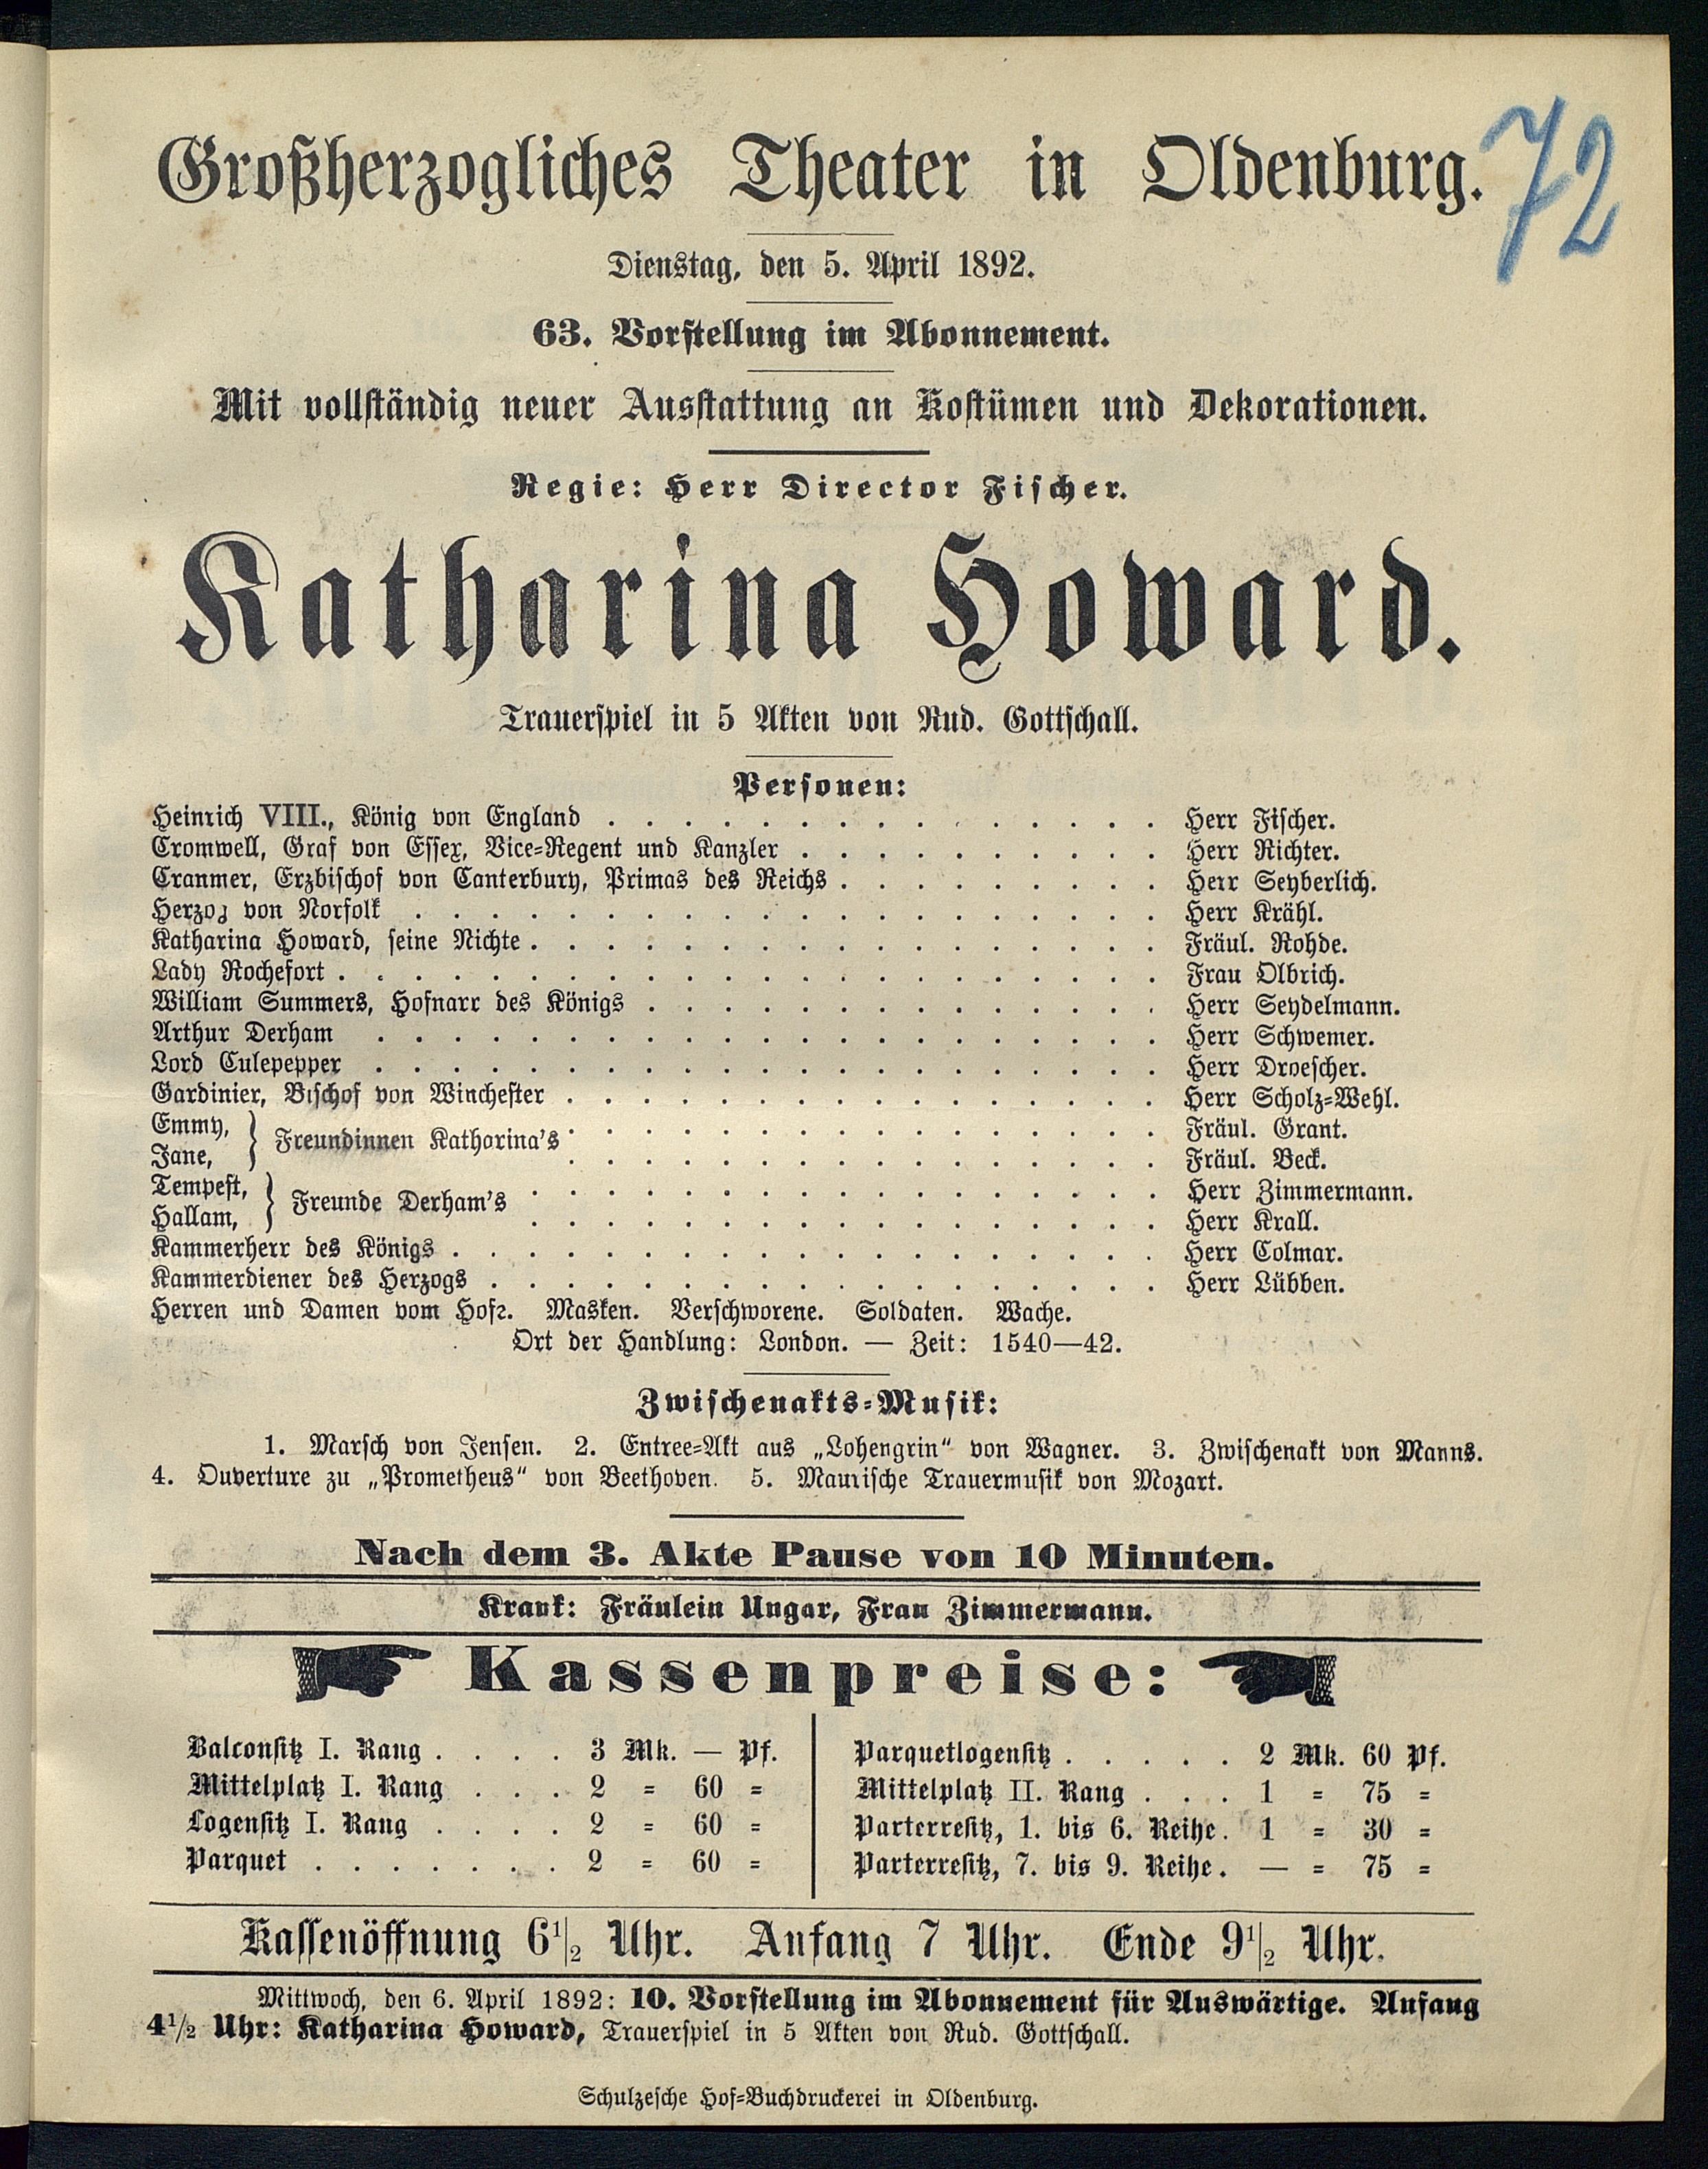 72
Großherzogliches Theater in Oldenburg.
Dienstag, den 5. April 1892.
63. Vorstellung im Abonnement.
Mit vollständig neuer Ausstattung an Kostümen und Dekorationen.
Regie: Herr Director Fischer.
Katharina Howard.
Trauerspiel in 5 Akten von Rud. Gottschall.
Personen:
Heinrich VIII., König von England . . . . . . . . . . . . . . . Herr Fischer.
Cromwell, Graf von Essex, Vice-Regent und Kanzler . . . . . . . . . . Herr Richter.
Cranmer, Erzbischof von Canterbury, Primas des Reichs . . . . . . . . . Herr Seyberlich.
Herzog von Norfolk . . . . . . . . . . . . . . . . . . . . Herr Krähl.
Katharina Howard, seine Nichte . . . . . . . . . . . . . . . . . Fräul. Rohde.
Lady Rochefort . . . . . . . . . . . . . . . . . . . . . . Frau Olbrich.
William Summers, Hofnarr des Königs . . . . . . . . . . . . . . Herr Seydelmann.
Arthur Derham . . . . . . . . . . . . . . . . . . . . . Herr Schwemer.
Lord Culepepper . . . . . . . . . . . . . . . . . . . . . Herr Droescher.
Gardinier, Bischof von Winchester . . . . . . . . . . . . . . . . Herr Scholz-Wehl.
Emmy, } Freundinnen Katharina's . . . . . . . . . . . . . . . . Fräul. Grant.
Jane, . . . . . . . . . . . . . . . . Fräul. Beck.
Tempest, } Freunde Derham's . . . . . . . . . . . . . . . . . Herr Zimmermann.
Hallam, . . . . . . . . . . . . . . . . . Herr Krall.
Kammerherr des Königs . . . . . . . . . . . . . . . . . . . Herr Colmar.
Kammerdiener des Herzogs . . . . . . . . . . . . . . . . . . Herr Lübben.
Herren und Damen vom Hofe. Masken. Verschworene. Soldaten. Wache.
Ort der Handlung: London. — Zeit: 1540—42.
Zwischenakts-Musik:
1. Marsch von Jensen. 2. Entree-Akt aus „Lohengrin“ von Wagner. 3. Zwischenakt von Manns.
4. Ouverture zu „Prometheus“ von Beethoven. 5. Maurische Trauermusik von Mozart.
Nach dem 3. Akte Pause von 10 Minuten.
Krank: Fräulein Ungar, Frau Zimmermann.
Kassenpreise:
Balconsitz I. Rang . . . . 3 Mk. — Pf.
Mittelplatz I. Rang . . . 2 = 60 =
Logensitz I. Rang . . . . 2 = 60 =
Parquet . . . . . . . 2 = 60 =
Parquetlogensitz . . . . . 2 Mk. 60 Pf.
Mittelplatz II. Rang . . . 1 = 75 =
Parterresitz, 1. bis 6. Reihe . 1 = 30 =
Parterresitz, 7. bis 9. Reihe . — = 75 =
Kassenöffnung 6 1/2 Uhr. Anfang 7 Uhr. Ende 9 1/2 Uhr.
Mittwoch, den 6. April 1892: 10. Vorstellung im Abonnement für Auswärtige. Anfang
4 1/2 Uhr: Katharina Howard, Trauerspiel in 5 Akten von Rud. Gottschall.
Schulzesche Hof-Buchdruckerei in Oldenburg.